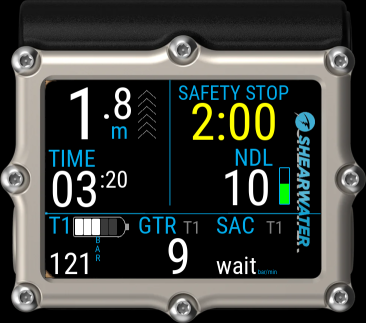 1.8 m
SAFETY STOP
2:00
TIME
03:20
NDL
10
SHEARWATER
T1 BAR 121
GTR T1
9
SAC T1
wait bar/min